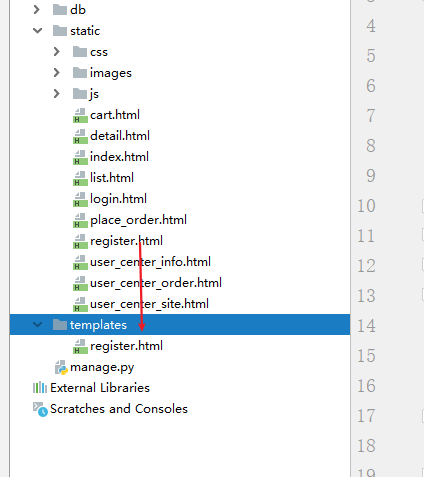 db
static
css
images
js
cart.html
detail.html
index.html
list.html
login.html
place_order.html
register.html
user_center_info.html
user_center_order.html
user_center_site.html
templates
register.html
manage.py
External Libraries
Scratches and Consoles
4
5
6
7
8
9
10
11
12
13
14
15
16
17
18
19